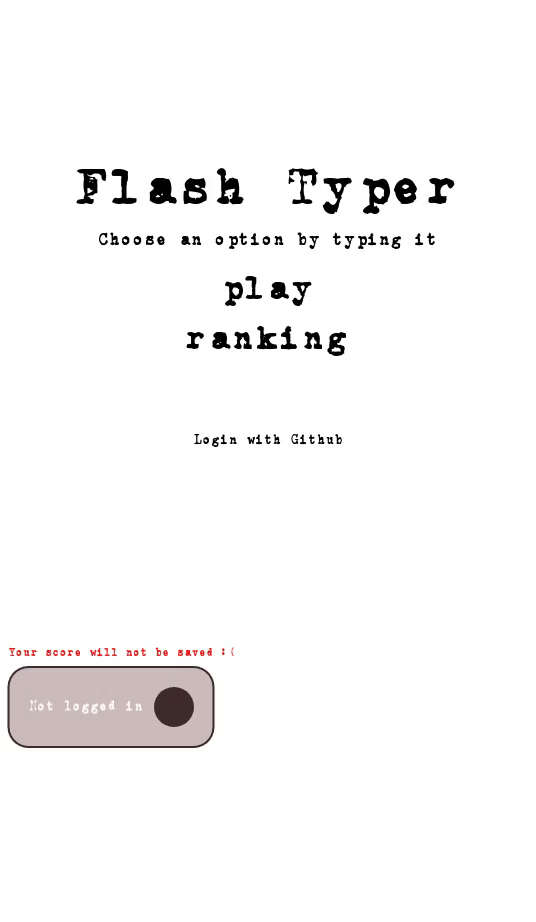 Flash Typer
Choose an option by typing it
play
ranking
Login with Github
Your score will not be saved :(
Not logged in